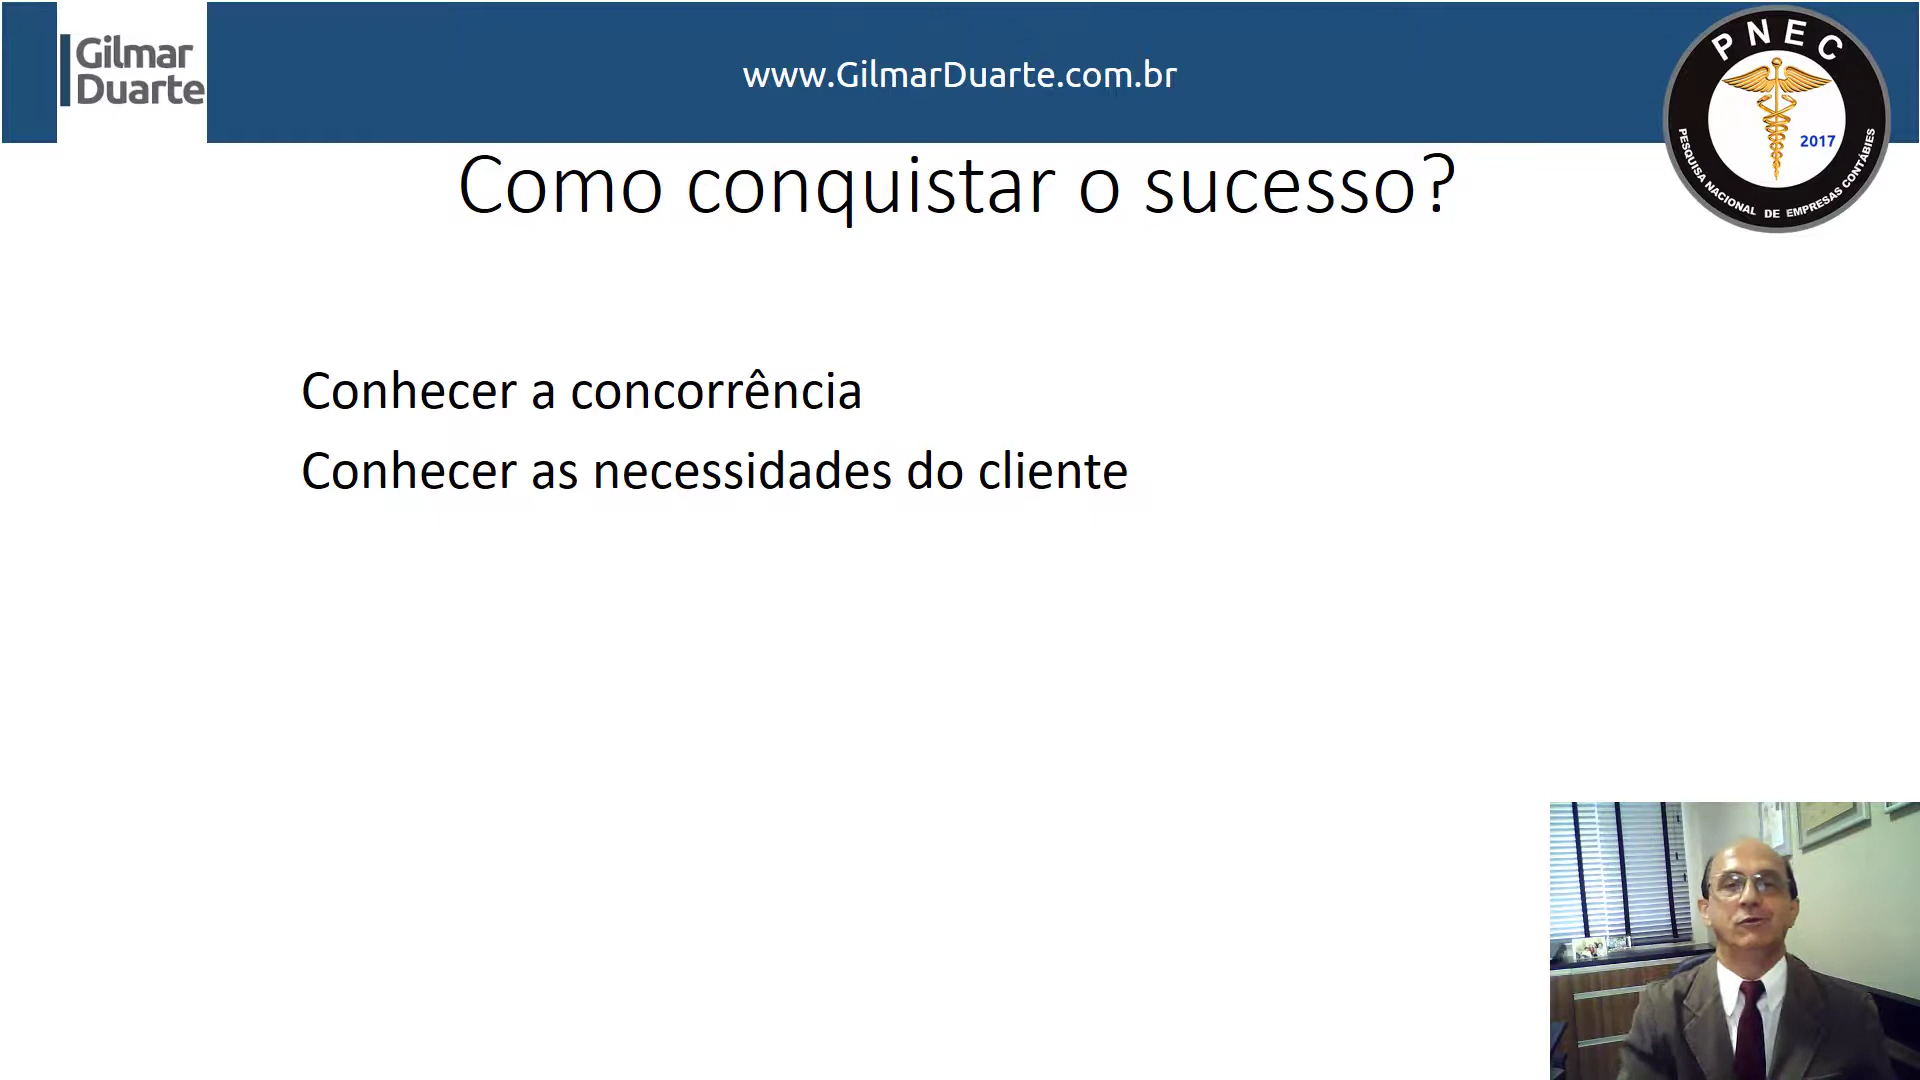 Gilmar
Duarte
www.GilmarDuarte.com.br
PNEC
2017
PESQUISA NACIONAL DE EMPRESAS CONTÁBIES
Como conquistar o sucesso?
Conhecer a concorrência
Conhecer as necessidades do cliente